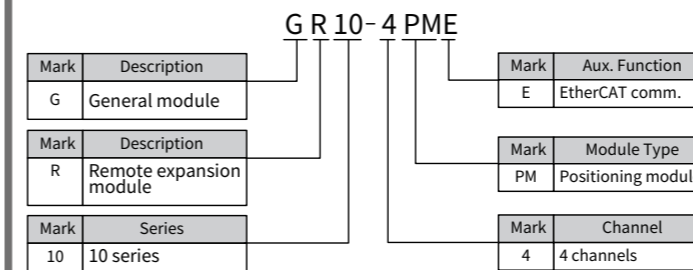 GR10-4PME
Mark Description
G General module
Mark Description
R Remote expansion
module
Mark Series
10 10 series
Mark Aux. Function
E EtherCAT comm.
Mark Module Type
PM Positioning
Mark Channel
4 4 channels